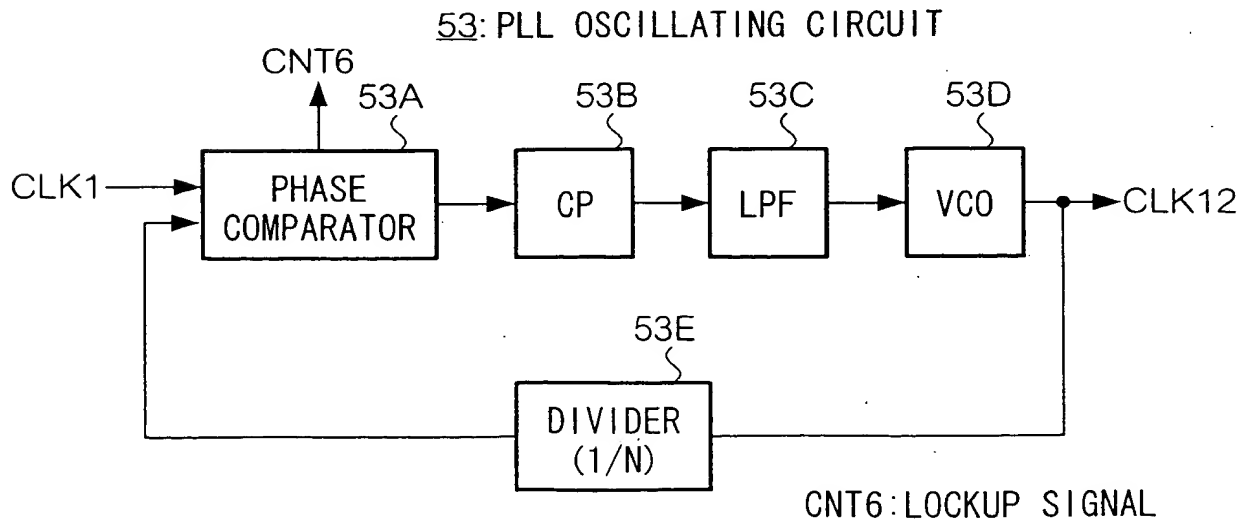 53: PLL OSCILLATING CIRCUIT
CNT6
53A
53B
53C
53D
CLK1
PHASE
COMPARATOR
CP
LPF
VCO
CLK12
53E
DIVIDER
(1/N)
CNT6: LOCKUP SIGNAL